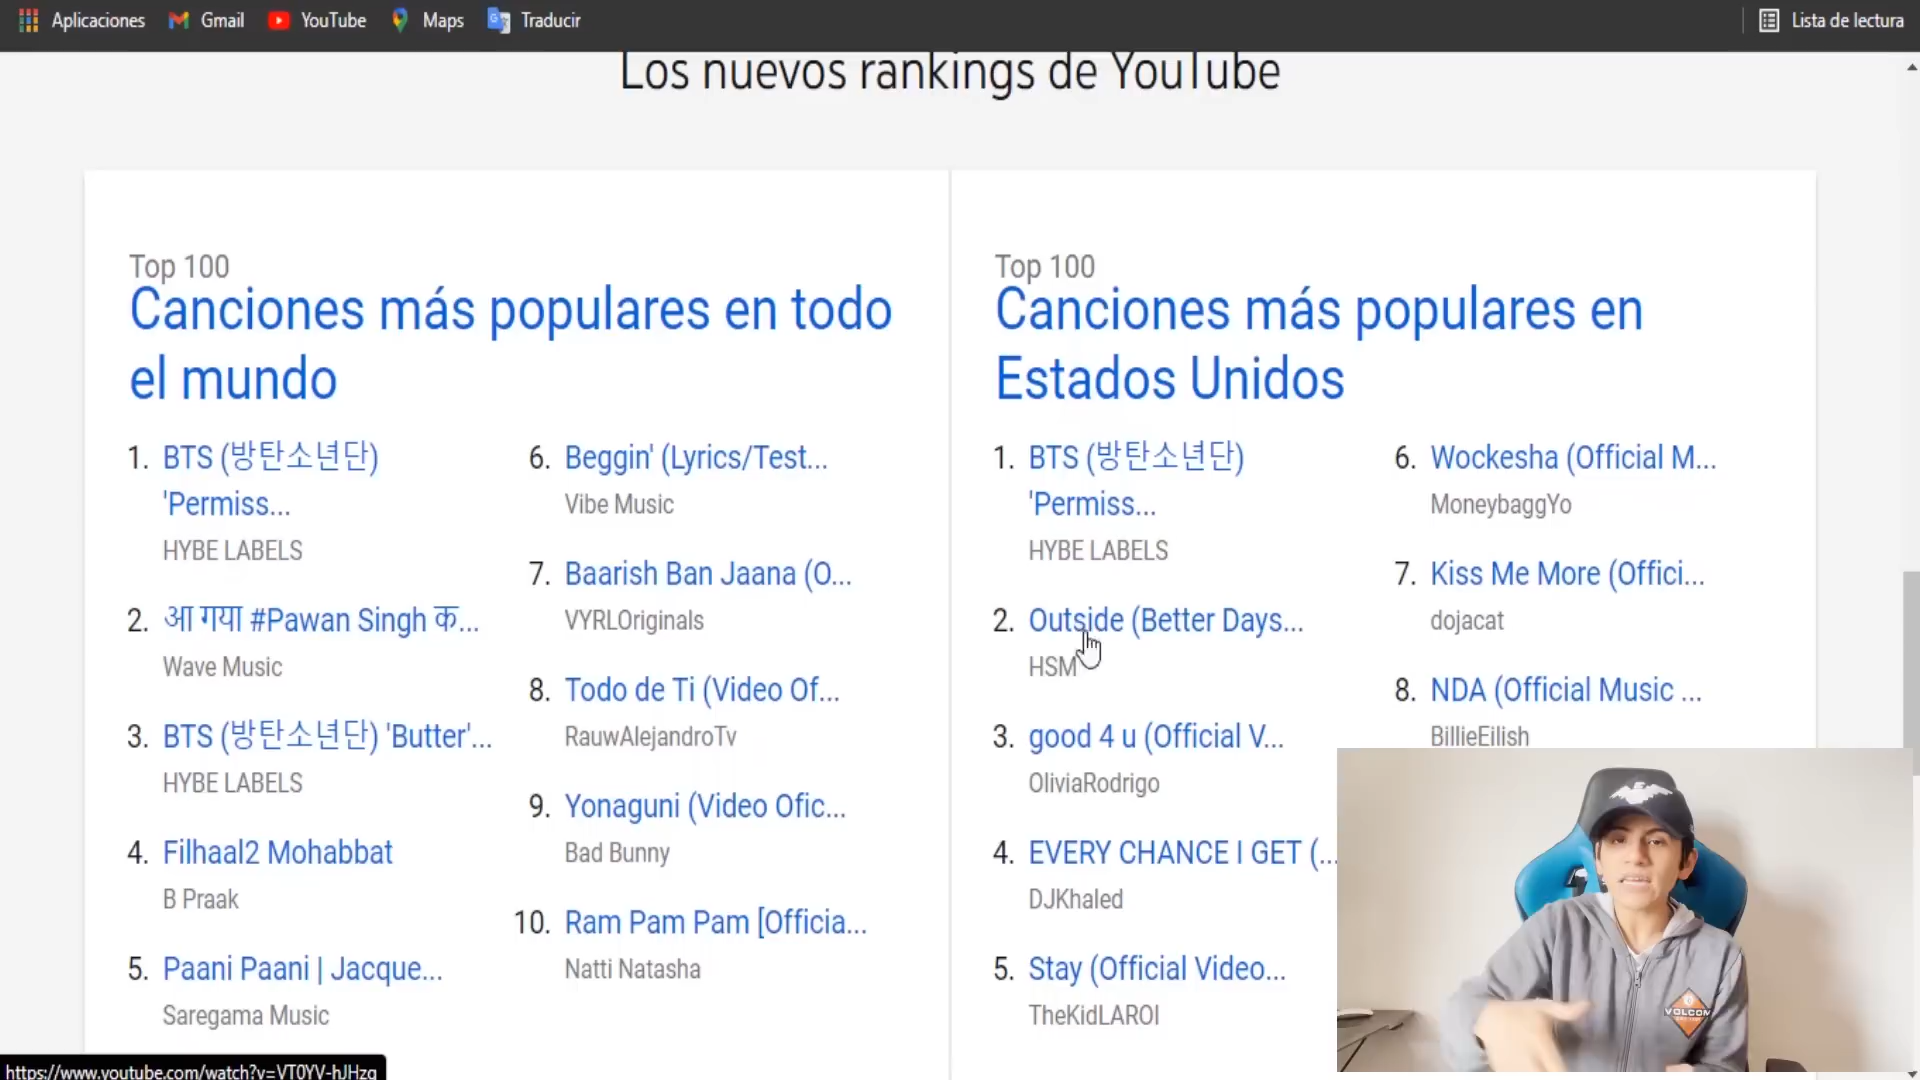 Aplicaciones Gmail YouTube Maps Traducir Lista de lectura
Los nuevos rankings de YouTube
Top 100
Canciones más populares en todo
el mundo
1. BTS (방탄소년단)
'Permiss...
HYBE LABELS
2. आ गया #Pawan Singh क...
Wave Music
3. BTS (방탄소년단) 'Butter'...
HYBE LABELS
4. Filhaal2 Mohabbat
B Praak
5. Paani Paani | Jacque...
Saregama Music
6. Beggin' (Lyrics/Test...
Vibe Music
7. Baarish Ban Jaana (O...
VYRLOriginals
8. Todo de Ti (Video Of...
RauwAlejandroTv
9. Yonaguni (Video Ofic...
Bad Bunny
10. Ram Pam Pam [Officia...
Natti Natasha
Top 100
Canciones más populares en
Estados Unidos
1. BTS (방탄소년단)
'Permiss...
HYBE LABELS
2. Outside (Better Days...
HSM
3. good 4 u (Official V...
OliviaRodrigo
4. EVERY CHANCE I GET (...
DJKhaled
5. Stay (Official Video...
TheKidLAROI
6. Wockesha (Official M...
MoneybaggYo
7. Kiss Me More (Offici...
dojacat
8. NDA (Official Music ...
BillieEilish
VOLCOM
https://www.youtube.com/watch?v=VT0YV-hJHzg